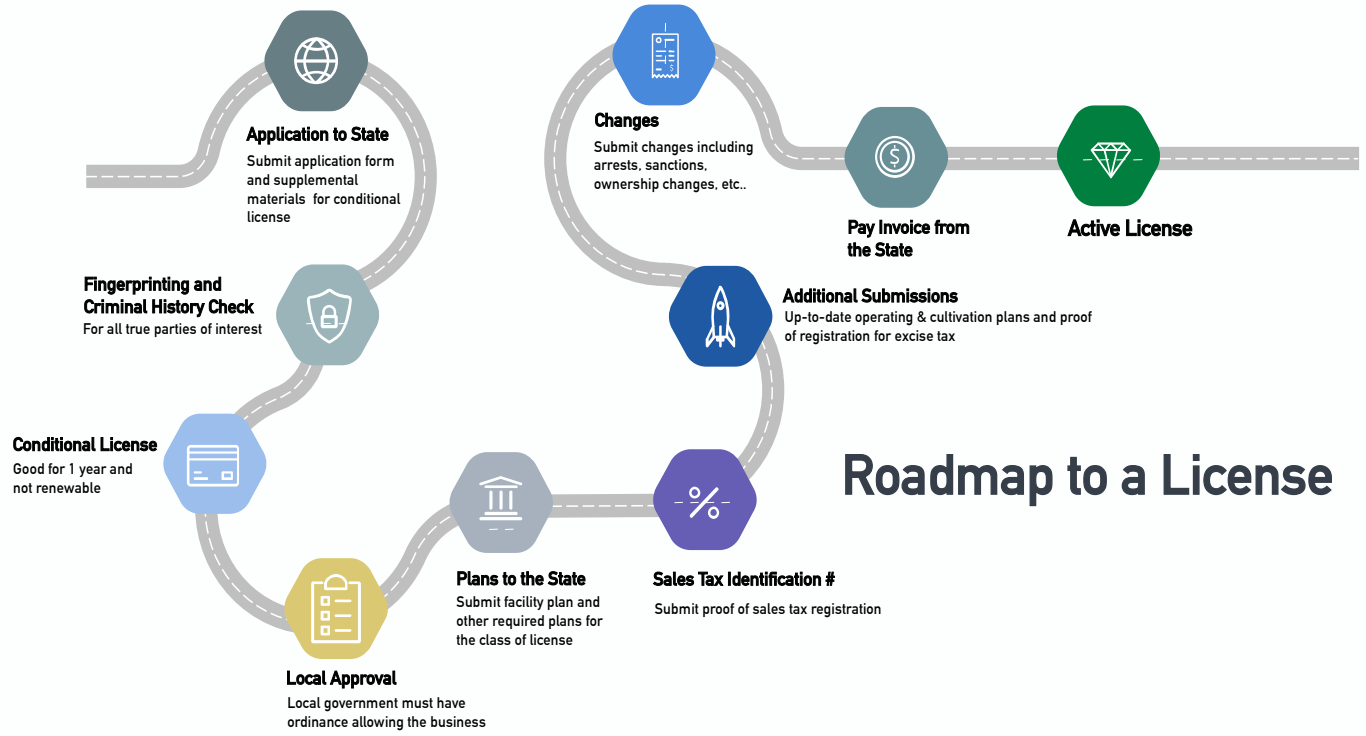 Application to State
Submit application form
and supplemental
materials for conditional
license
Fingerprinting and
Criminal History Check
For all true parties of interest
Conditional License
Good for 1 year and
not renewable
Local Approval
Local government must have
ordinance allowing the business
Plans to the State
Submit facility plan and
other required plans for
the class of license
Sales Tax Identification #
Submit proof of sales tax registration
Additional Submissions
Up-to-date operating & cultivation plans and proof
of registration for excise tax
Changes
Submit changes including
arrests, sanctions,
ownership changes, etc..
Pay Invoice from
the State
Active License
Roadmap to a License